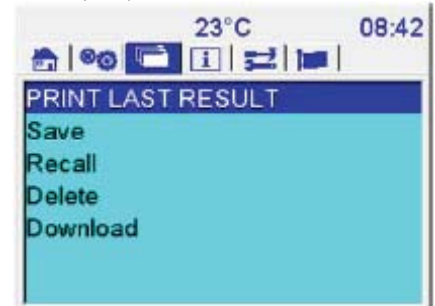 23°C 08:42
i
PRINT LAST RESULT
Save
Recall
Delete
Download